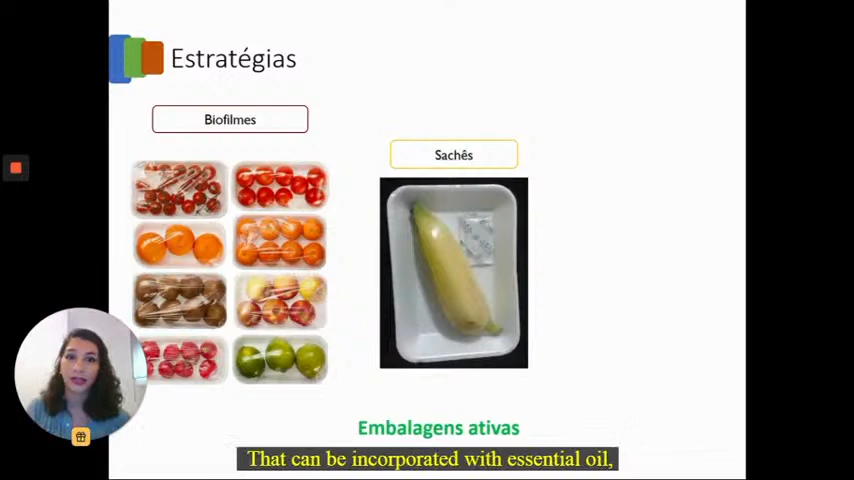 Estratégias
Biofilmes
Sachês
Embalagens ativas
That can be incorporated with essential oil,